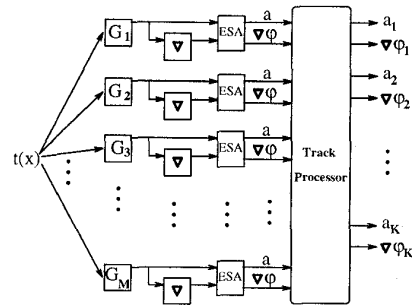 G1 ESA a a1
∇ ∇φ ∇φ1
G2 ESA a a2
∇ ∇φ ∇φ2
t(x) G3 ESA a
∇ ∇φ
Track
Processor
aK
∇φK
GM ESA a
∇ ∇φ